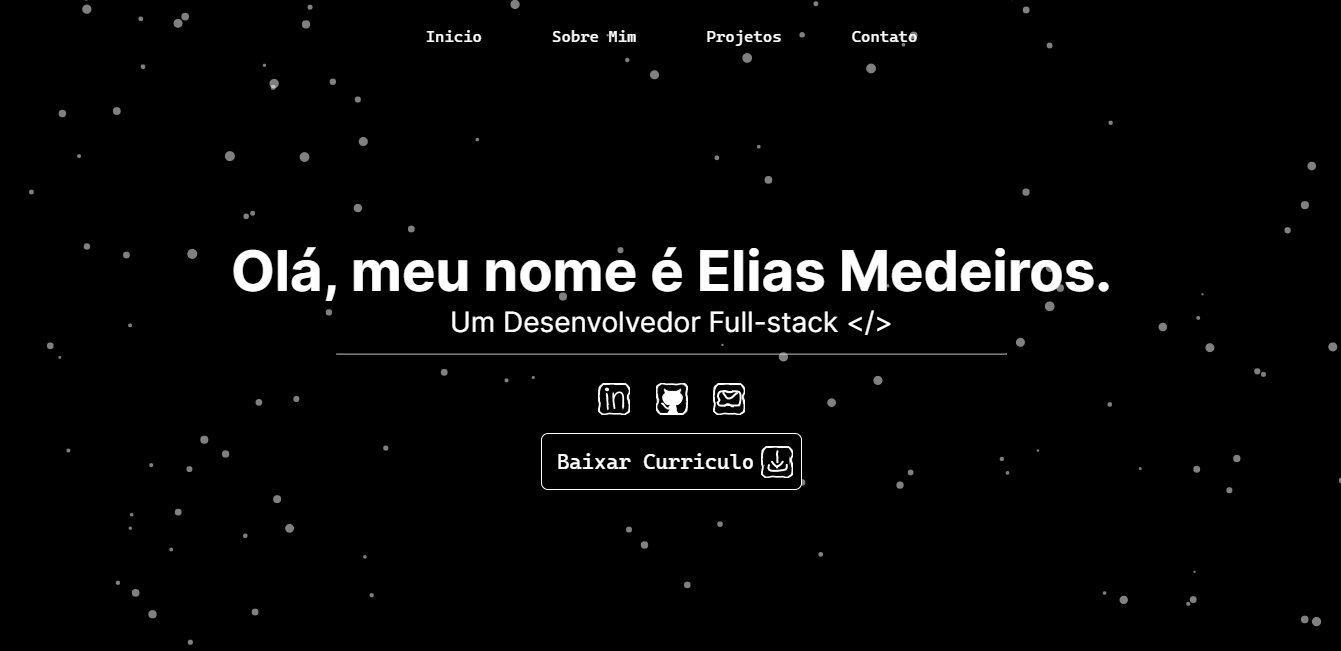 Inicio
Sobre Mim
Projetos
Contato
Olá, meu nome é Elias Medeiros.
Um Desenvolvedor Full-stack </>
in
Baixar Curriculo